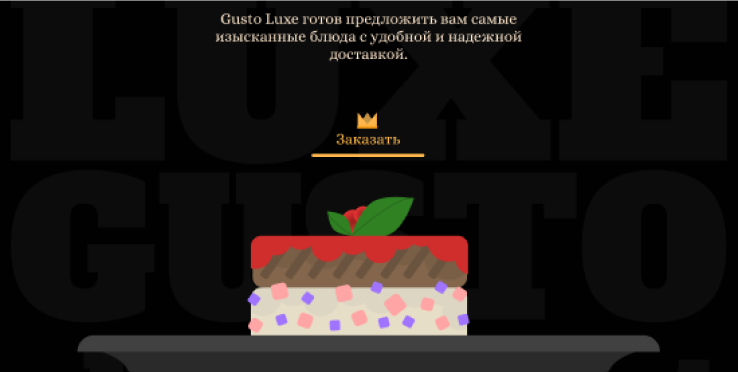 LUXE
Gusto Luxe готов предложить вам самые
изысканные блюда с удобной и надежной
доставкой.
Заказать
GUSTO